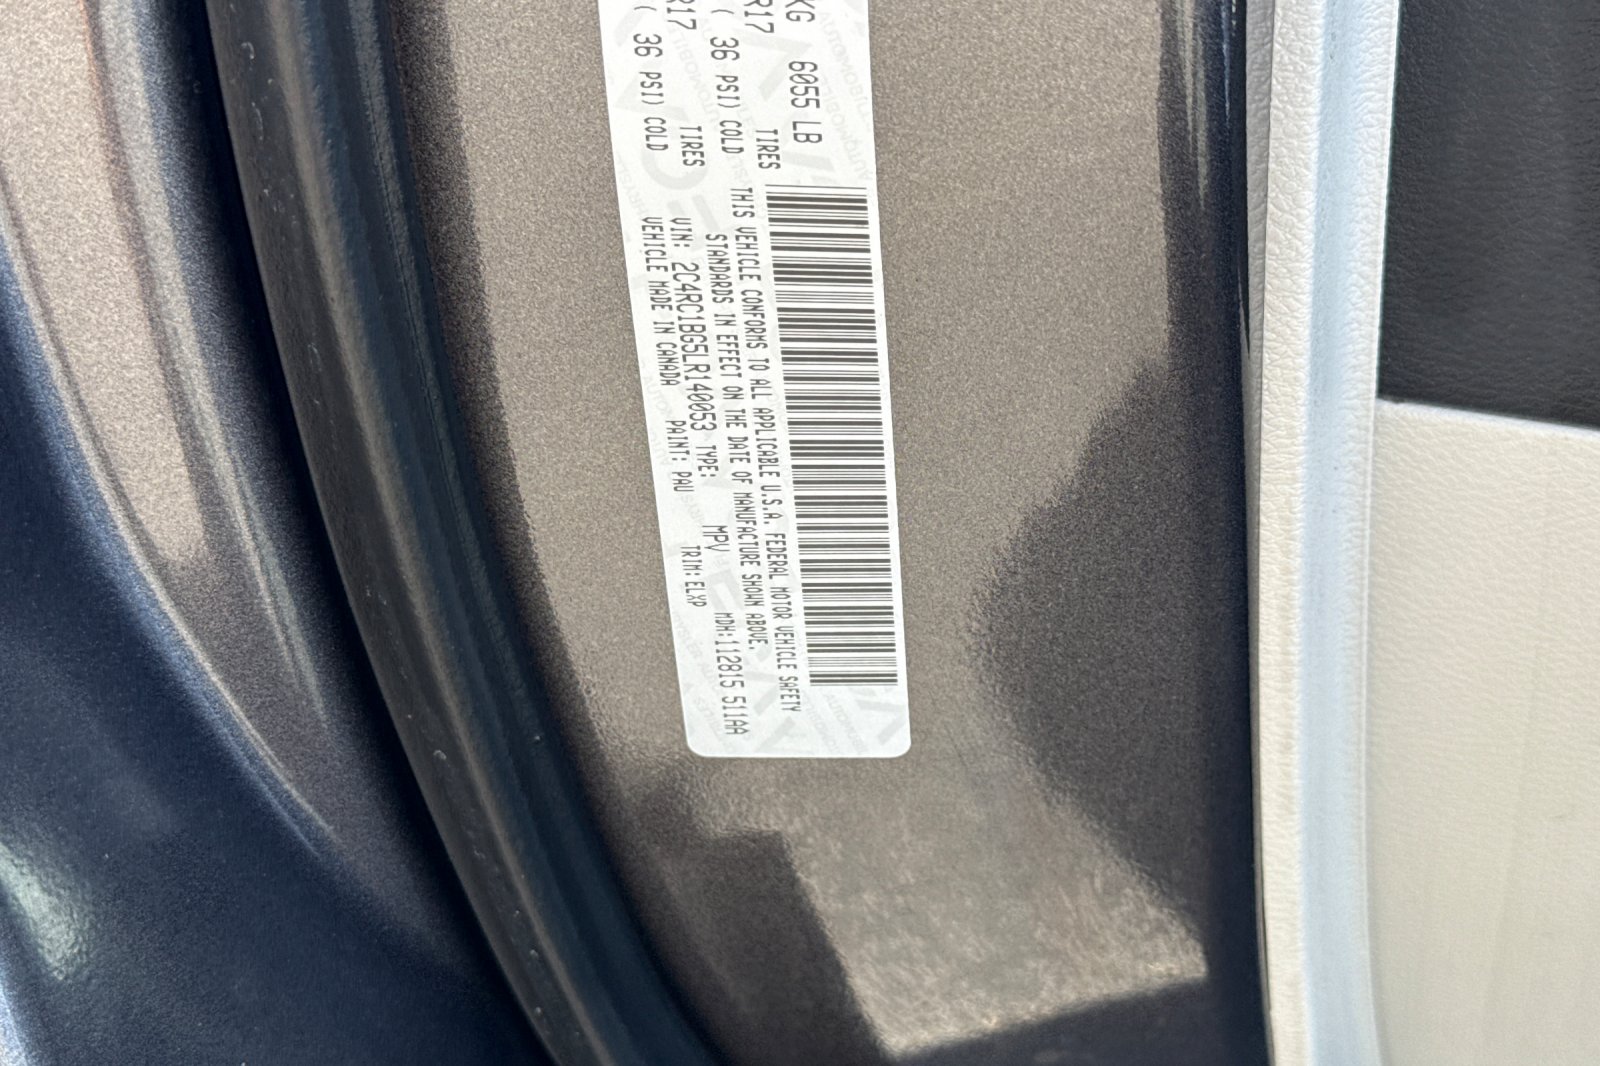 KG 6055 LB
R17 TIRES
( 36 PSI) COLD
R17 TIRES
( 36 PSI) COLD
THIS VEHICLE CONFORMS TO ALL APPLICABLE U.S.A. FEDERAL MOTOR VEHICLE SAFETY
STANDARDS IN EFFECT ON THE DATE OF MANUFACTURE SHOWN ABOVE.
VIN: 2C4RC1BG5LR140053 TYPE: MPV MDH:112815 511AA
VEHICLE MADE IN CANADA PAINT: PAU TRIM:ELXP